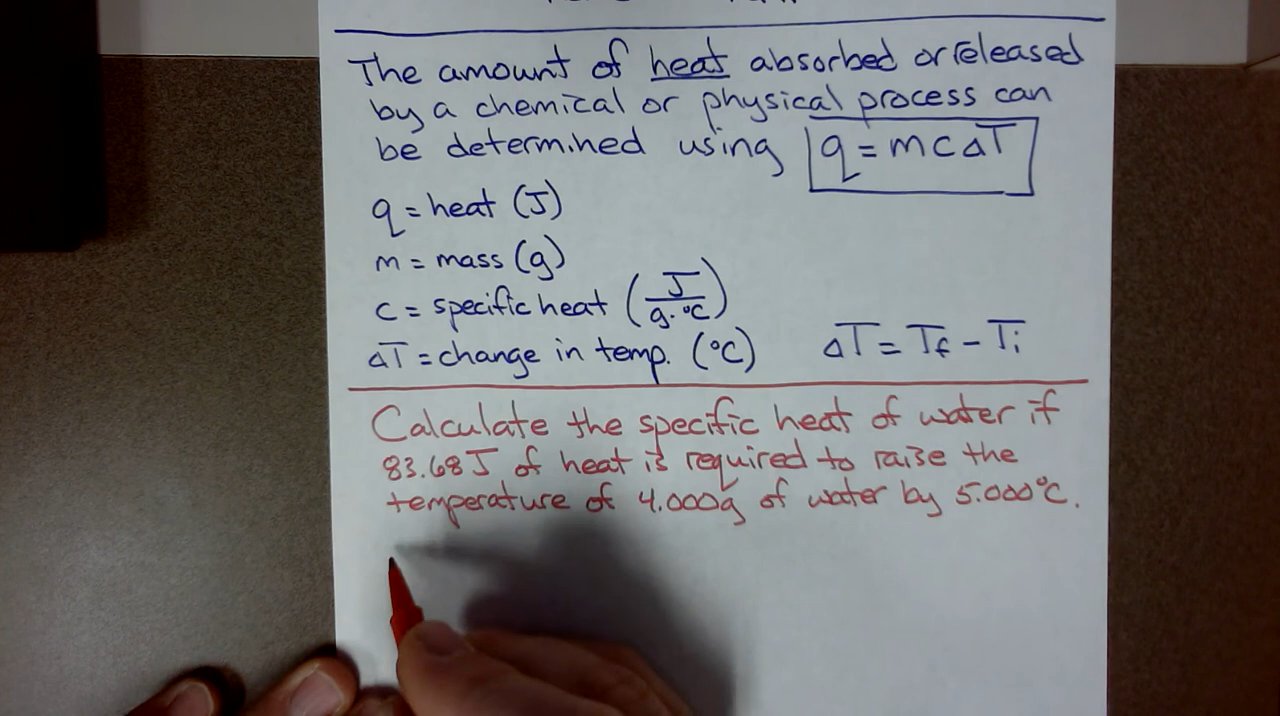 The amount of heat absorbed or released
by a chemical or physical process can
be determined using q = mcΔT
q = heat (J)
m = mass (g)
c = specific heat (J/g·°C)
ΔT = change in temp. (°C) ΔT = Tf - Ti
Calculate the specific heat of water if
83.68J of heat is required to raise the
temperature of 4.000g of water by 5.000°C.